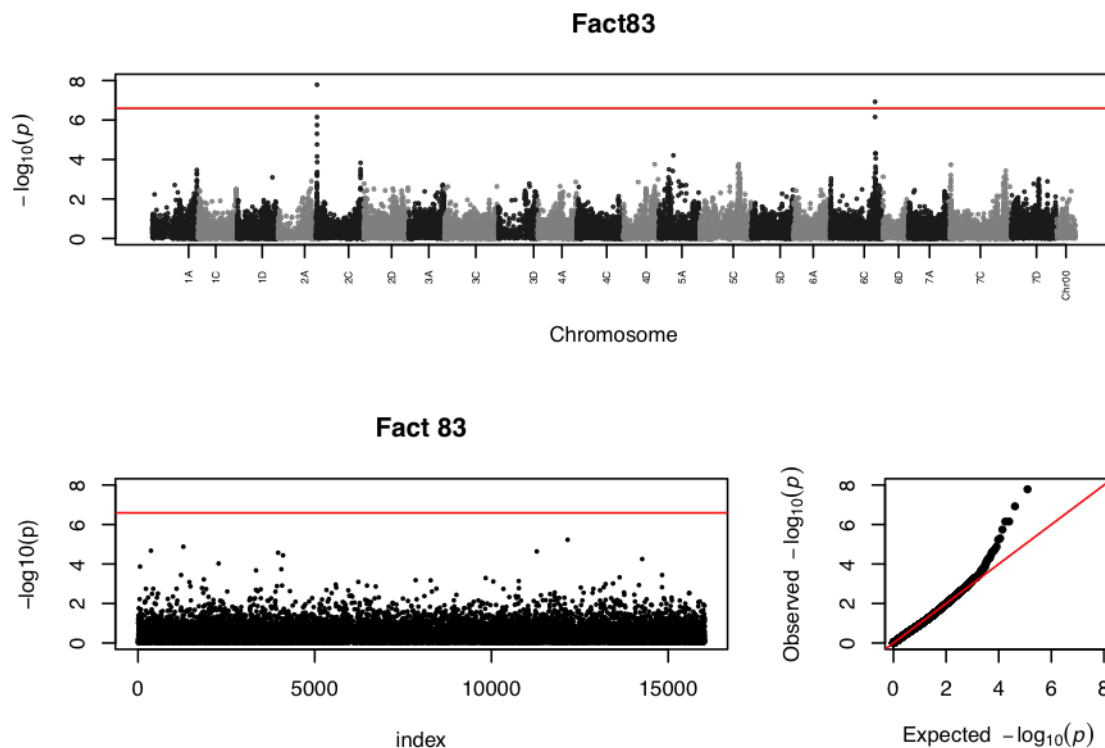 Fact83
8
6
4
2
0
− log10(p)
1A 1C 1D 2A 2C 2D 3A 3C 3D 4A 4C 4D 5A 5C 5D 6A 6C 6D 7A 7C 7D Chr00
Chromosome
Fact 83
8
6
4
2
0
−log10(p)
0 5000 10000 15000
index
8
6
4
2
0
Observed −log10(p)
0 2 4 6 8
Expected −log10(p)